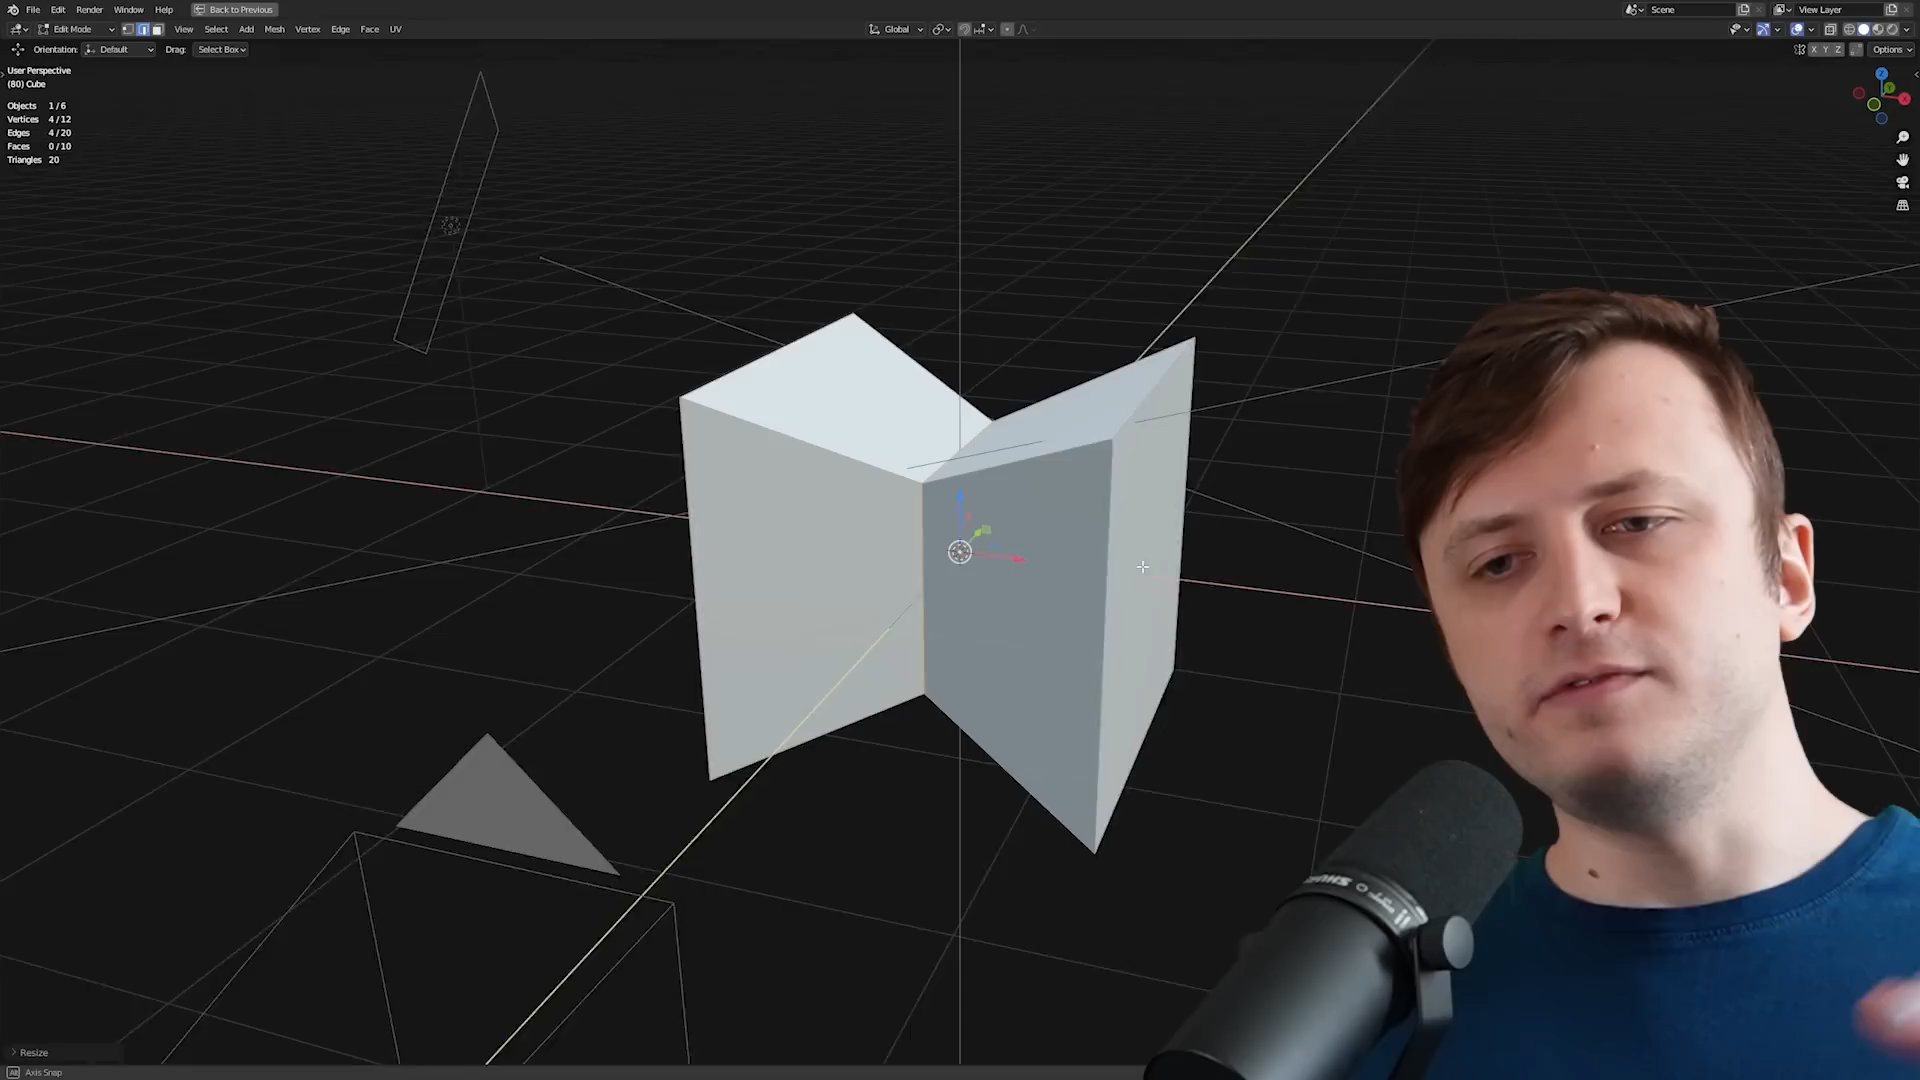 File Edit Render Window Help Back to Previous Scene View Layer
Edit Mode View Select Add Mesh Vertex Edge Face UV Global
Orientation: Default Drag: Select Box X Y Z Options
User Perspective
(80) Cube
Objects 1/6
Vertices 4/12
Edges 4/20
Faces 0/10
Triangles 20
Z
Y
X
SHURE
Resize
Alt Axis Snap